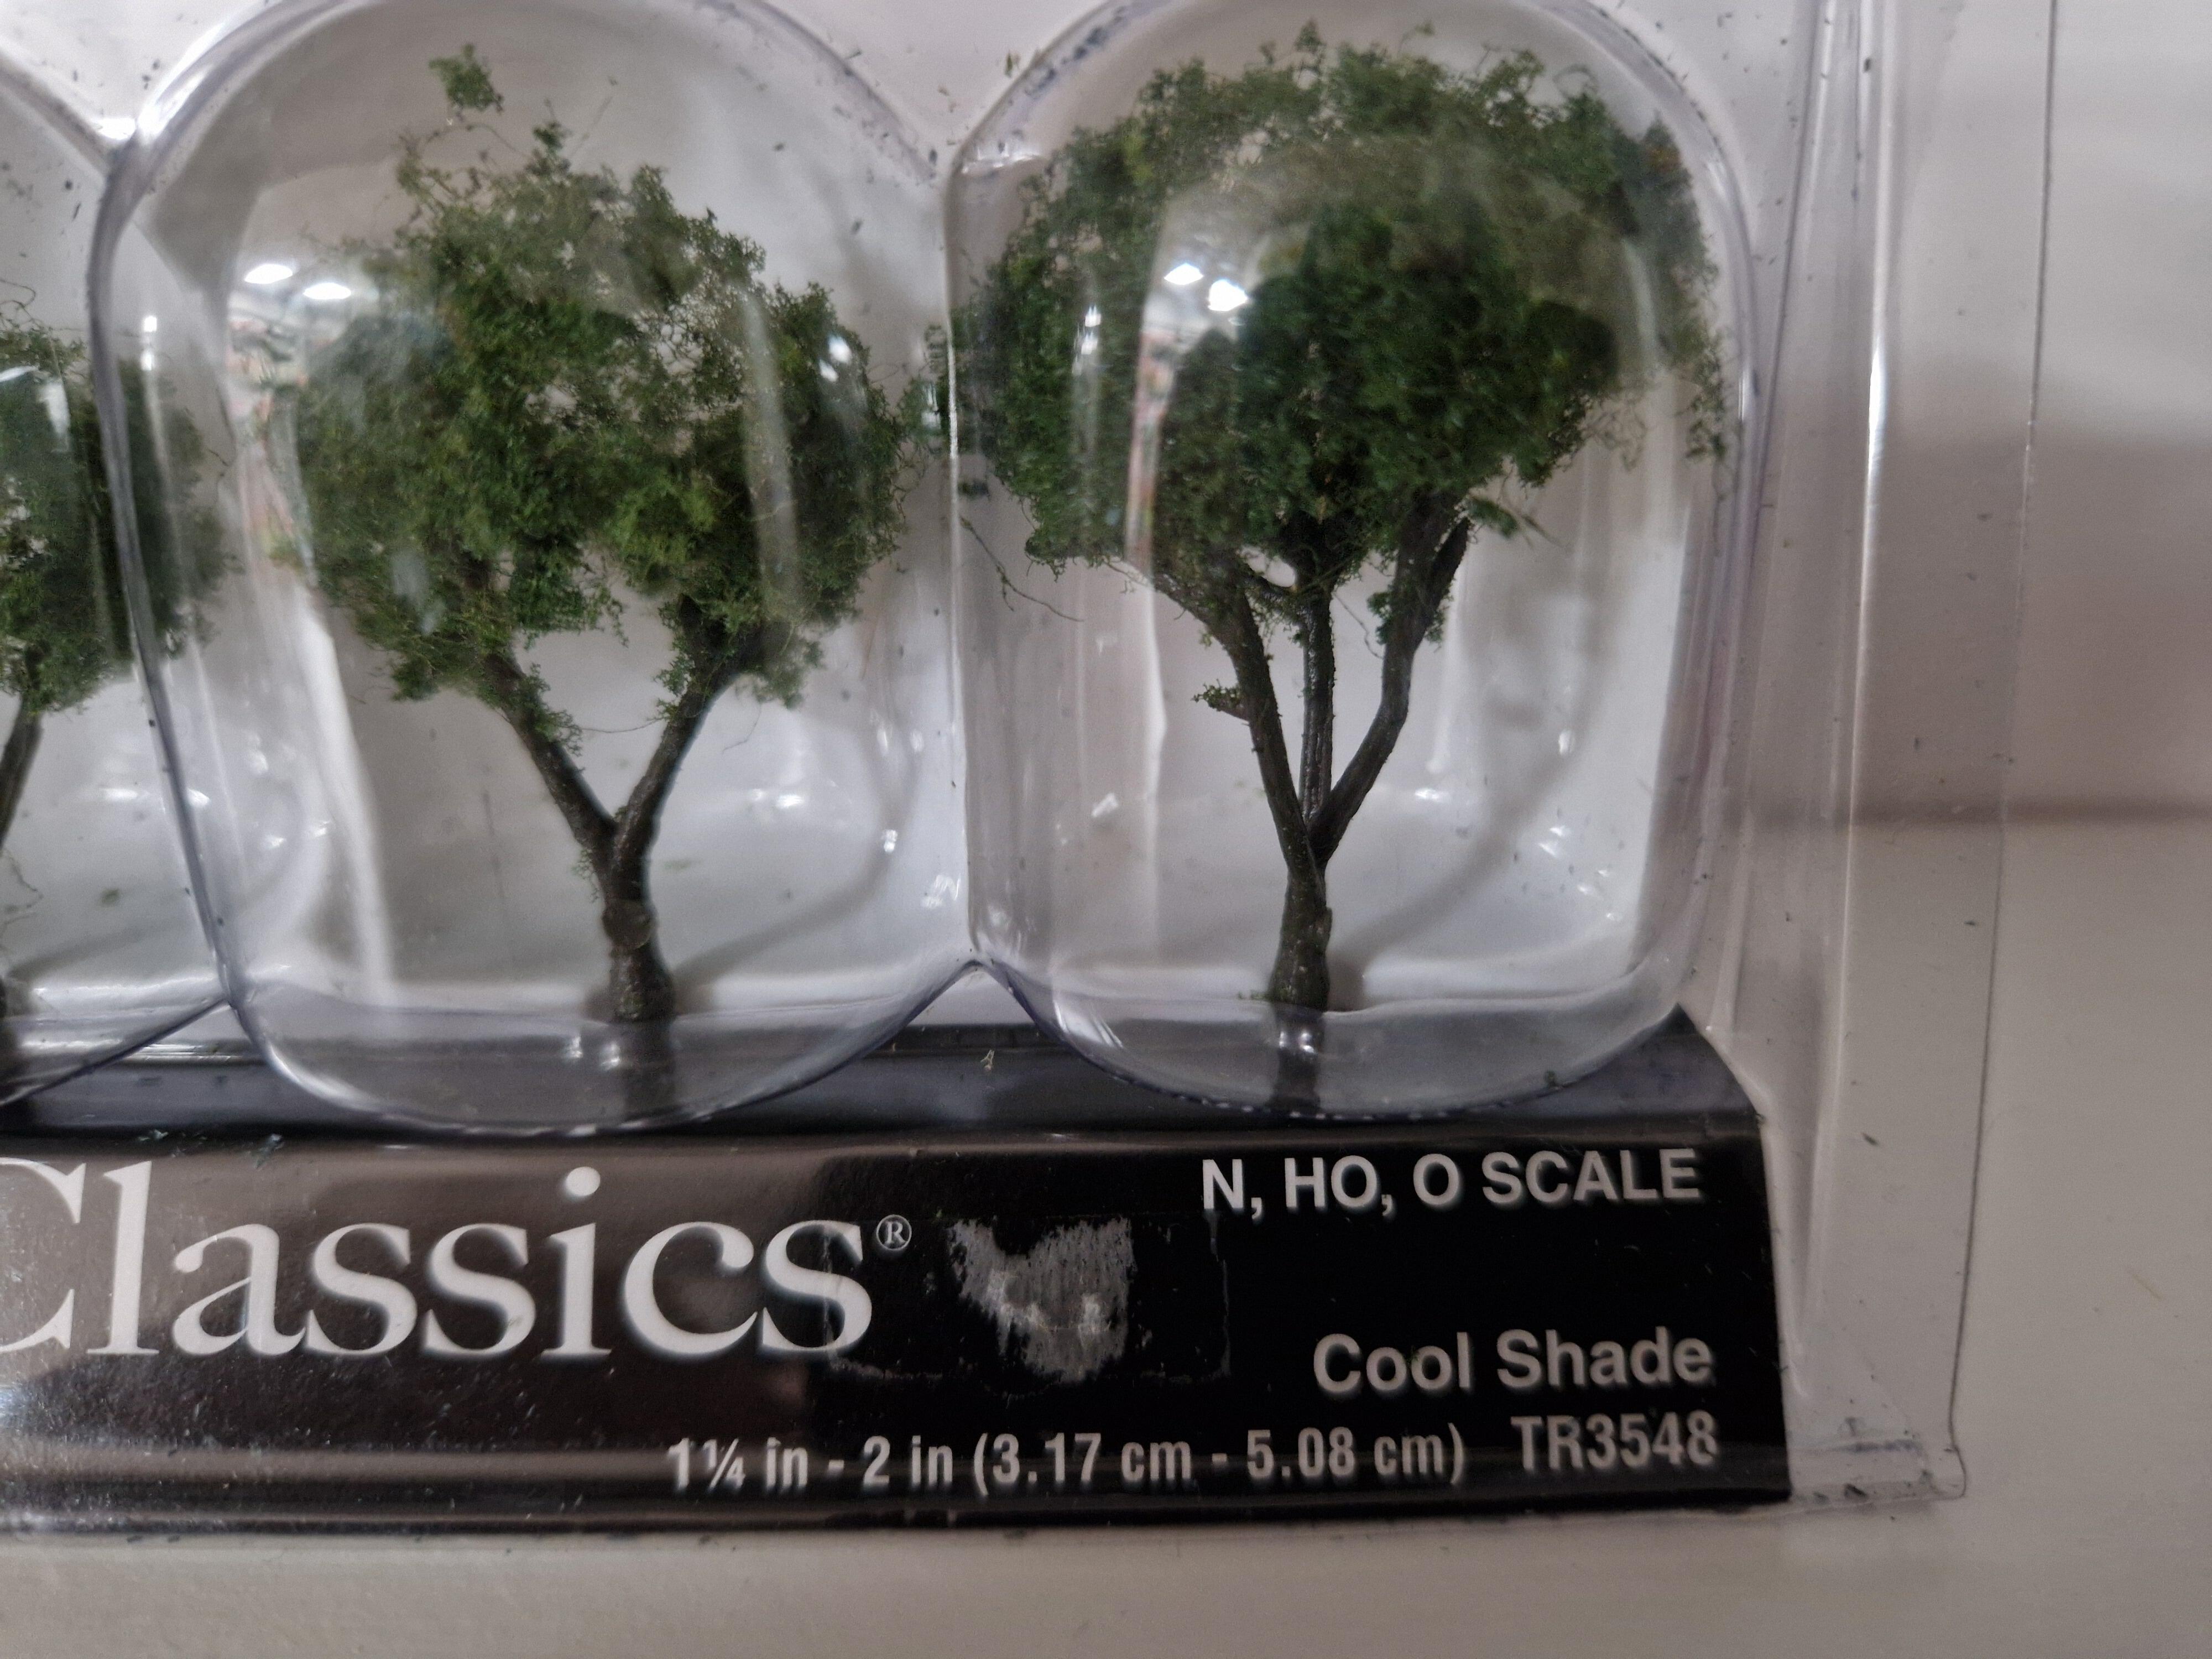 Classics®
N, HO, O SCALE
Cool Shade
1¼ in - 2 in (3.17 cm - 5.08 cm) TR3548